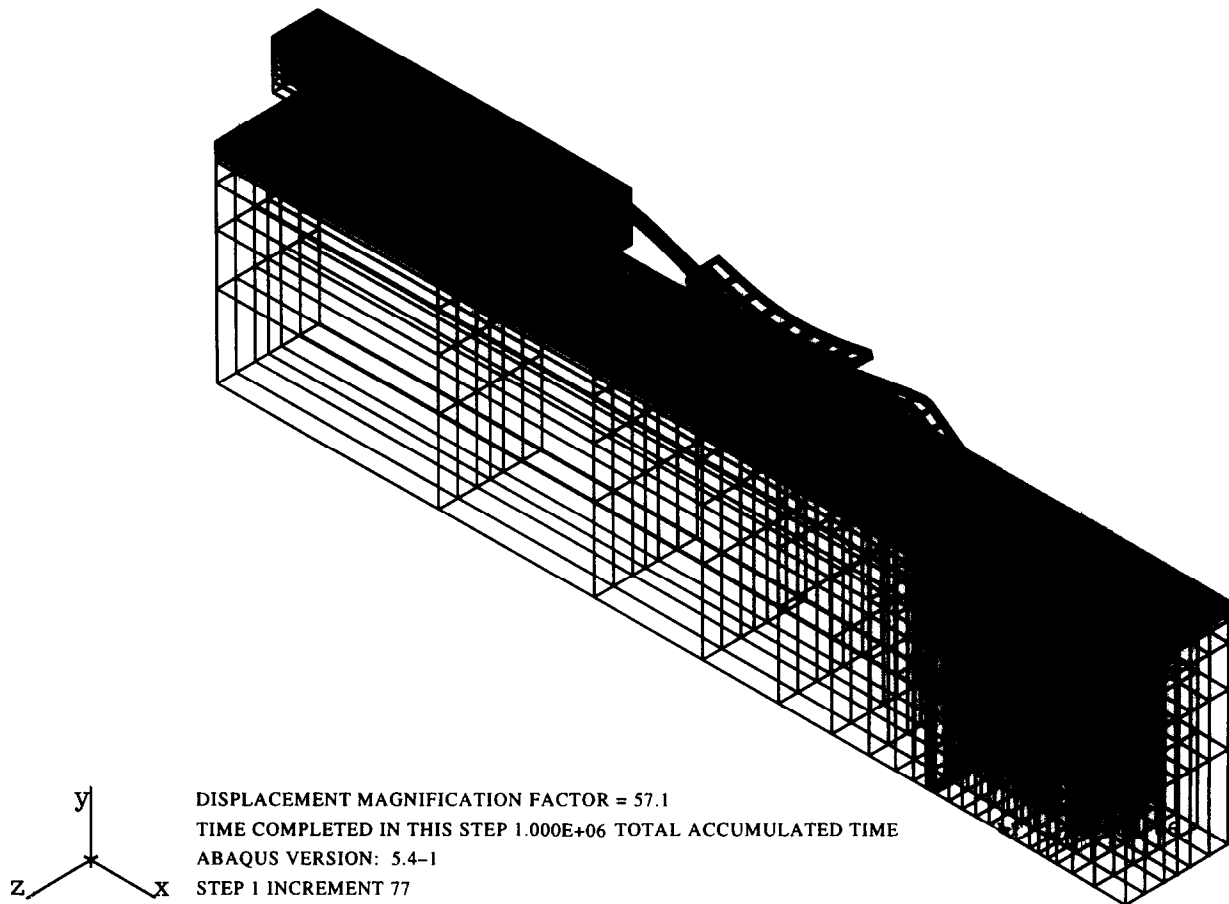 y
z
x
DISPLACEMENT MAGNIFICATION FACTOR = 57.1
TIME COMPLETED IN THIS STEP 1.000E+06 TOTAL ACCUMULATED TIME
ABAQUS VERSION: 5.4–1
STEP 1 INCREMENT 77